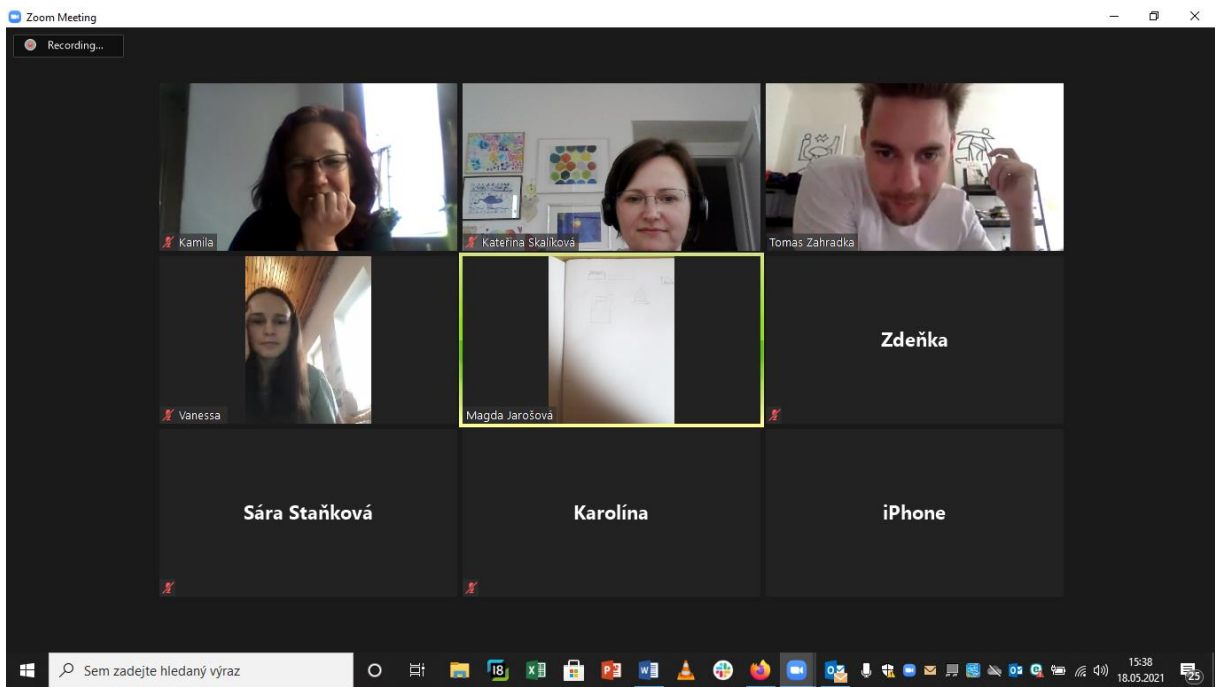 Zoom Meeting
Recording...
Kamila
Kateřina Skalíková
Tomas Zahradka
Vanessa
Magda Jarošová
Zdeňka
Sára Staňková
Karolína
iPhone
Sem zadejte hledaný výraz
15:38
18.05.2021
25